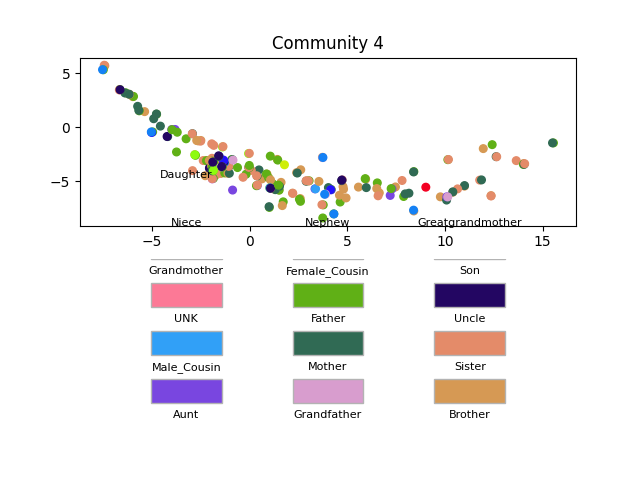 Community 4
5
0
−5
Daughter
Niece Nephew Greatgrandmother
−5 0 5 10 15
Grandmother Female_Cousin Son
UNK Father Uncle
Male_Cousin Mother Sister
Aunt Grandfather Brother